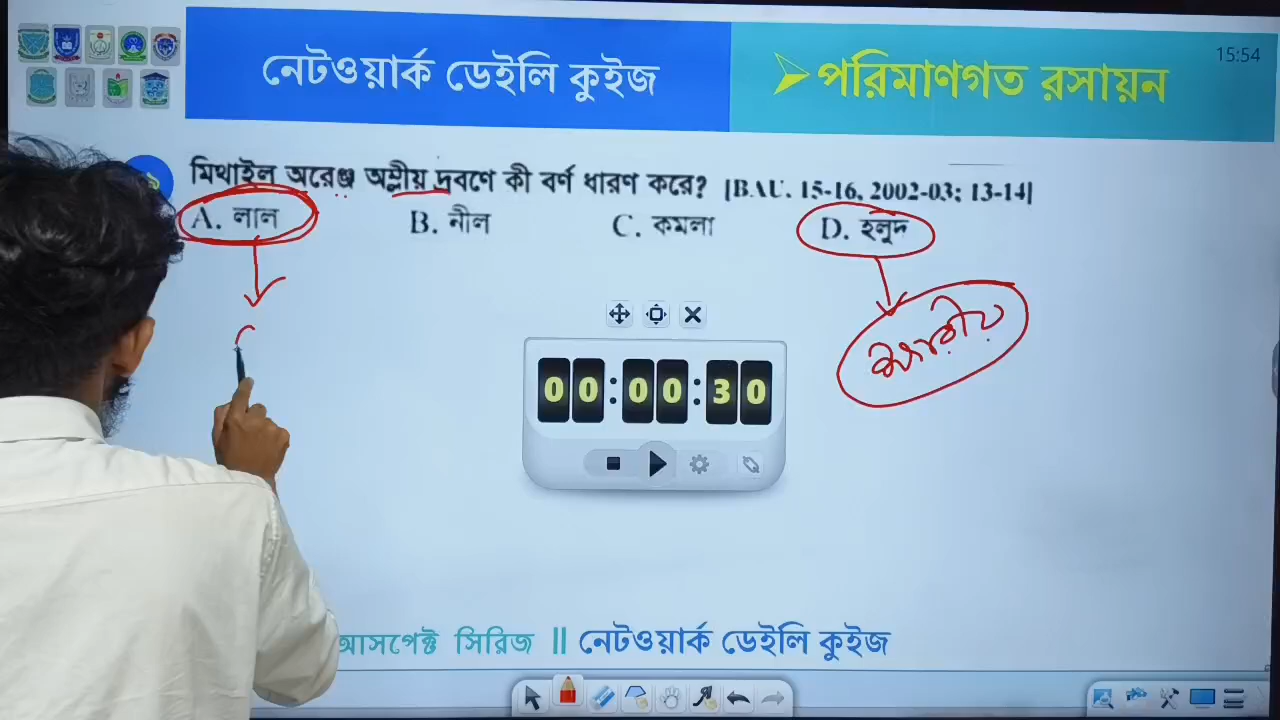 নেটওয়ার্ক ডেইলি কুইজ
পরিমাণগত রসায়ন
15:54
মিথাইল অরেঞ্জ অম্লীয় দ্রবণে কী বর্ণ ধারণ করে? [BAU. 15-16, 2002-03; 13-14]
A. লাল B. নীল C. কমলা D. হলুদ
ক্ষারীয়
00:00:30
আসপেক্ট সিরিজ || নেটওয়ার্ক ডেইলি কুইজ